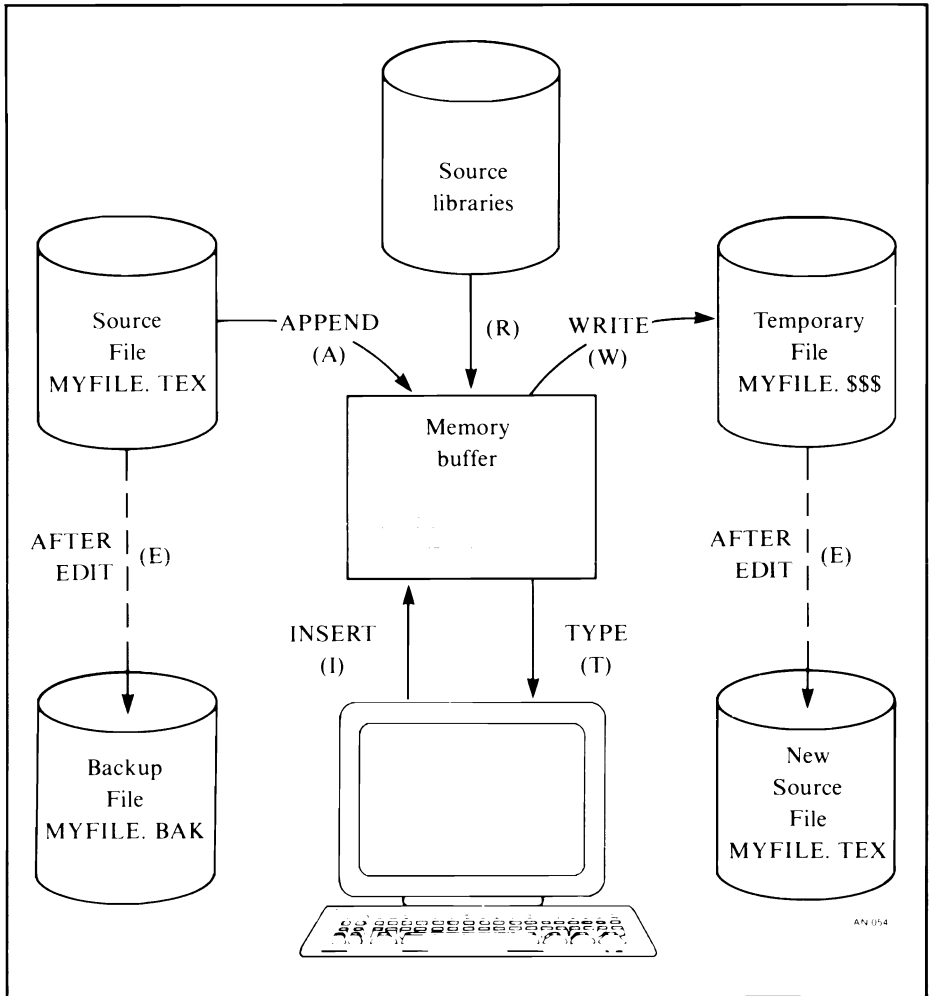 Source
libraries
Source
File
MYFILE. TEX
APPEND
(A)
(R)
WRITE
(W)
Temporary
File
MYFILE. $$$
Memory
buffer
AFTER
EDIT
(E)
AFTER
EDIT
(E)
INSERT
(I)
TYPE
(T)
Backup
File
MYFILE. BAK
New
Source
File
MYFILE. TEX
AN 054